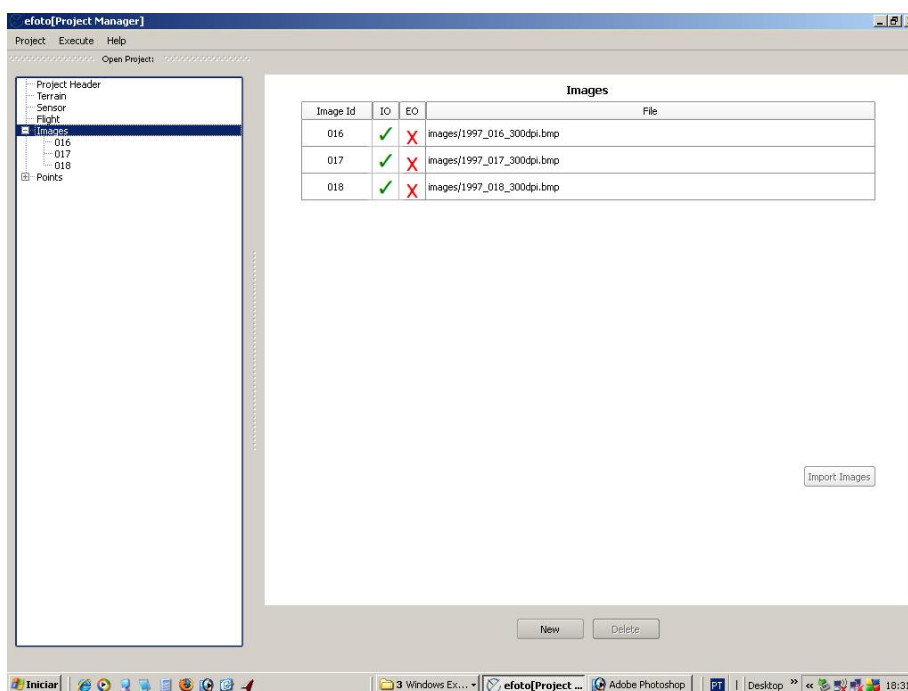 efoto[Project Manager]
Project Execute Help
Open Project:
Project Header
Terrain
Sensor
Flight
Images
016
017
018
Points
Images
Image Id IO EO File
016 images/1997_016_300dpi.bmp
017 images/1997_017_300dpi.bmp
018 images/1997_018_300dpi.bmp
Import Images
New Delete
Iniciar 3 Windows Ex... efoto[Project ... Adobe Photoshop PT Desktop » « 18:31